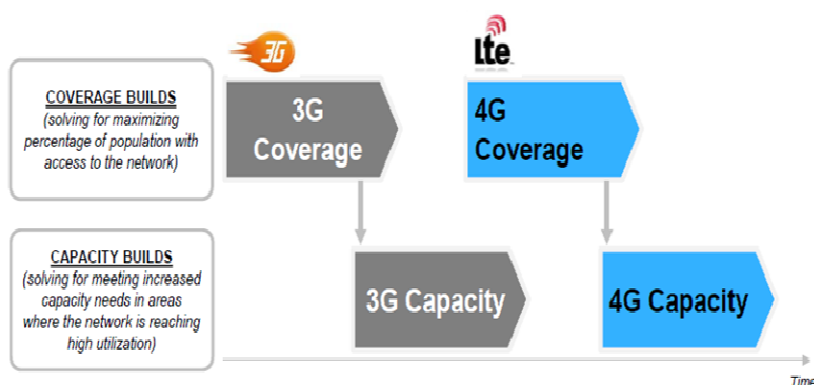 3G
Lte
COVERAGE BUILDS
(solving for maximizing
percentage of population with
access to the network)
3G
Coverage
4G
Coverage
CAPACITY BUILDS
(solving for meeting increased
capacity needs in areas
where the network is reaching
high utilization)
3G Capacity
4G Capacity
Time